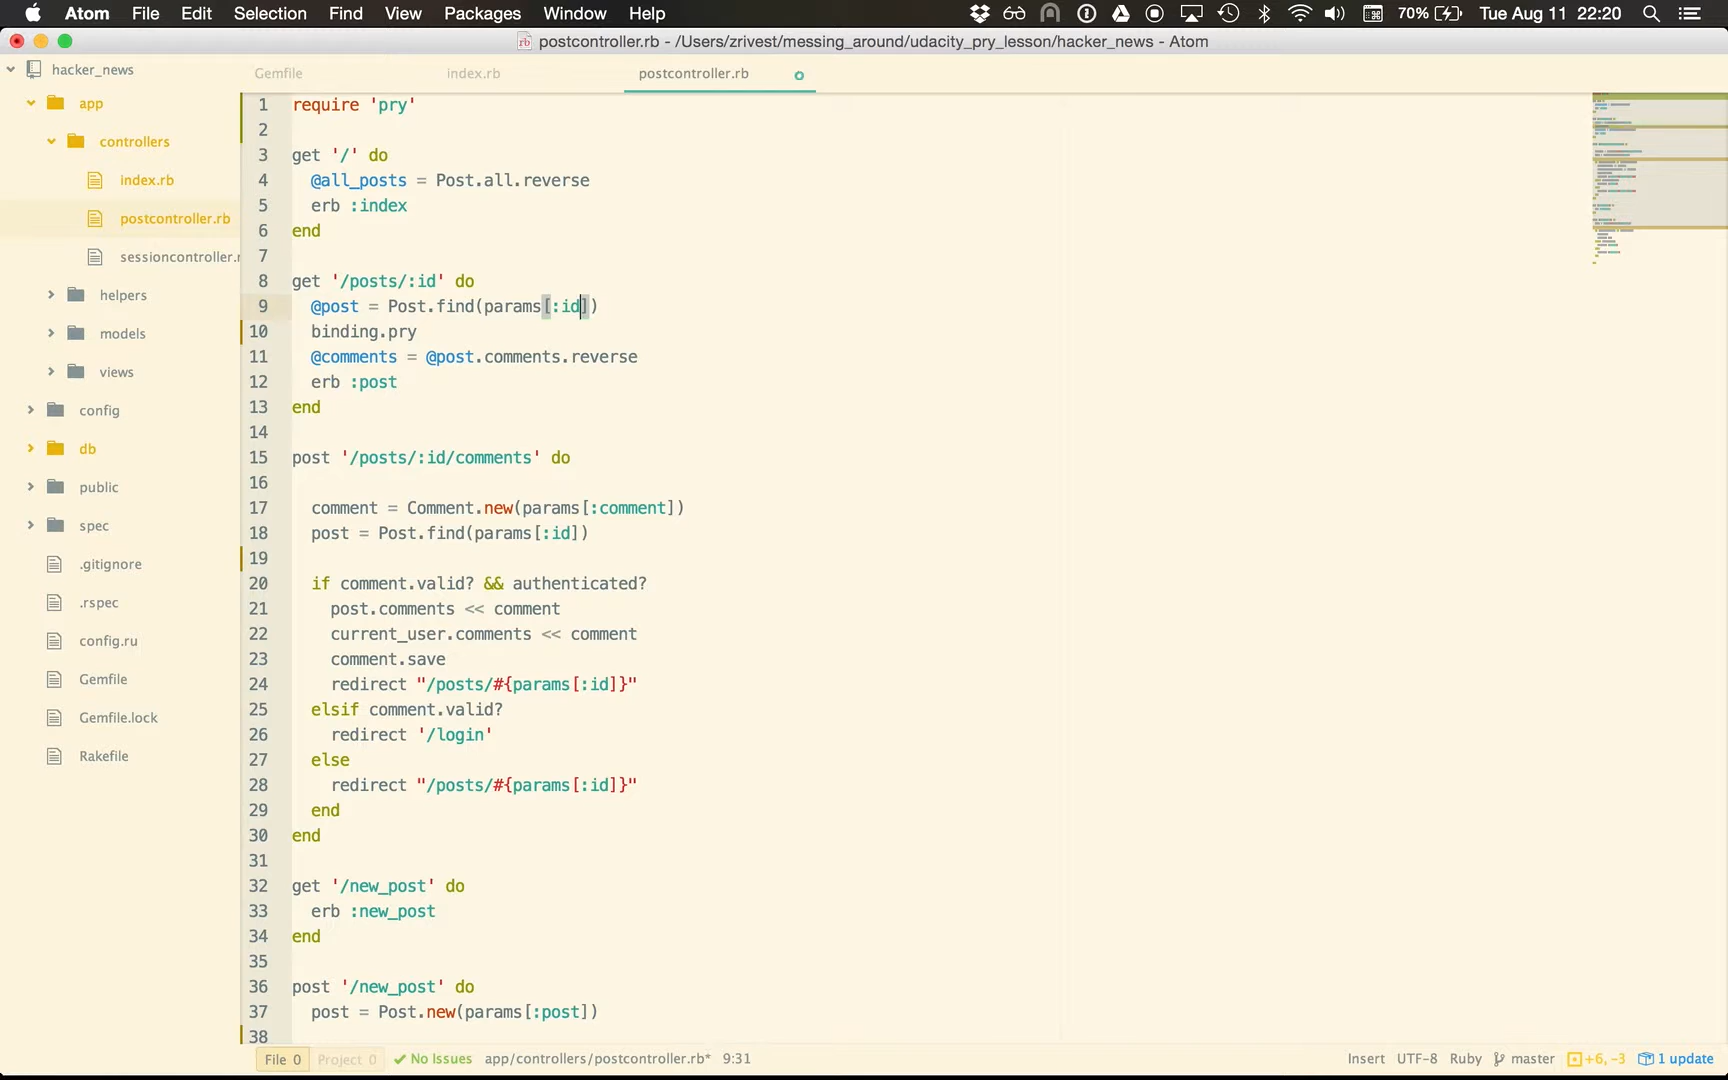 Atom File Edit Selection Find View Packages Window Help 70% Tue Aug 11 22:20
postcontroller.rb - /Users/zrivest/messing_around/udacity_pry_lesson/hacker_news - Atom
hacker_news
app
controllers
index.rb
postcontroller.rb
sessioncontroller.r
helpers
models
views
config
db
public
spec
.gitignore
.rspec
config.ru
Gemfile
Gemfile.lock
Rakefile
Gemfile index.rb postcontroller.rb
1 require 'pry'
2
3 get '/' do
4 @all_posts = Post.all.reverse
5 erb :index
6 end
7
8 get '/posts/:id' do
9 @post = Post.find(params[:id])
10 binding.pry
11 @comments = @post.comments.reverse
12 erb :post
13 end
14
15 post '/posts/:id/comments' do
16
17 comment = Comment.new(params[:comment])
18 post = Post.find(params[:id])
19
20 if comment.valid? && authenticated?
21 post.comments << comment
22 current_user.comments << comment
23 comment.save
24 redirect "/posts/#{params[:id]}"
25 elsif comment.valid?
26 redirect '/login'
27 else
28 redirect "/posts/#{params[:id]}"
29 end
30 end
31
32 get '/new_post' do
33 erb :new_post
34 end
35
36 post '/new_post' do
37 post = Post.new(params[:post])
38
File 0 Project 0 No Issues app/controllers/postcontroller.rb* 9:31 Insert UTF-8 Ruby master +6, -3 1 update